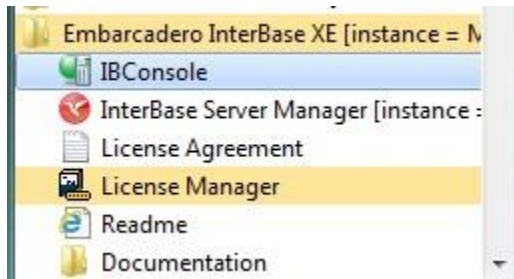 Embarcadero InterBase XE [instance =
IBConsole
InterBase Server Manager [instance =
License Agreement
License Manager
Readme
Documentation